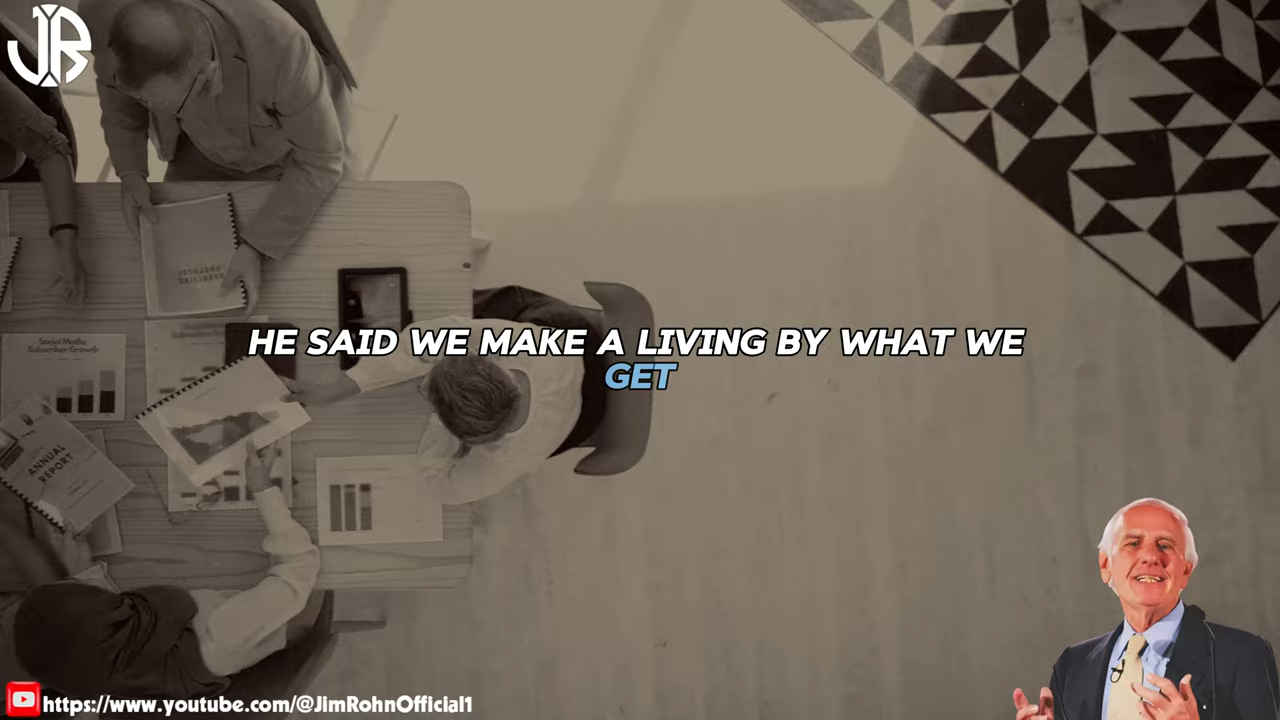 JR
HE SAID WE MAKE A LIVING BY WHAT WE
GET
Social Media
Subscriber Growth
ANNUAL
REPORT
https://www.youtube.com/@JimRohnOfficial1